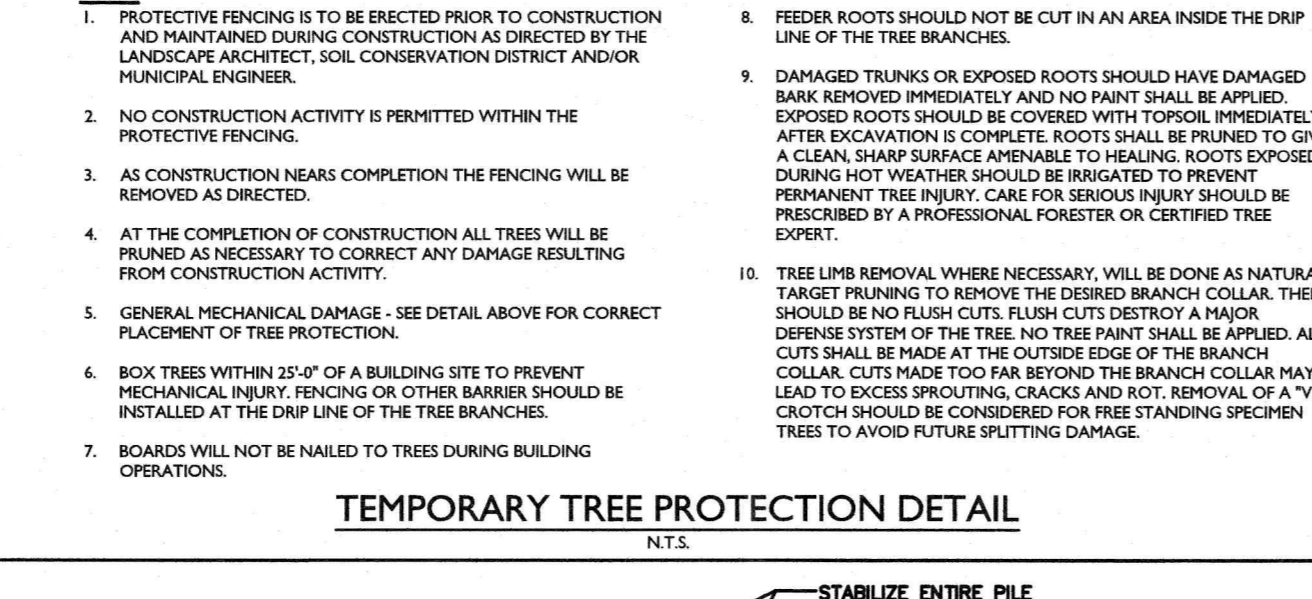 1. PROTECTIVE FENCING IS TO BE ERECTED PRIOR TO CONSTRUCTION
AND MAINTAINED DURING CONSTRUCTION AS DIRECTED BY THE
LANDSCAPE ARCHITECT, SOIL CONSERVATION DISTRICT AND/OR
MUNICIPAL ENGINEER.
2. NO CONSTRUCTION ACTIVITY IS PERMITTED WITHIN THE
PROTECTIVE FENCING.
3. AS CONSTRUCTION NEARS COMPLETION THE FENCING WILL BE
REMOVED AS DIRECTED.
4. AT THE COMPLETION OF CONSTRUCTION ALL TREES WILL BE
PRUNED AS NECESSARY TO CORRECT ANY DAMAGE RESULTING
FROM CONSTRUCTION ACTIVITY.
5. GENERAL MECHANICAL DAMAGE - SEE DETAIL ABOVE FOR CORRECT
PLACEMENT OF TREE PROTECTION.
6. BOX TREES WITHIN 25'-0" OF A BUILDING SITE TO PREVENT
MECHANICAL INJURY. FENCING OR OTHER BARRIER SHOULD BE
INSTALLED AT THE DRIP LINE OF THE TREE BRANCHES.
7. BOARDS WILL NOT BE NAILED TO TREES DURING BUILDING
OPERATIONS.
8. FEEDER ROOTS SHOULD NOT BE CUT IN AN AREA INSIDE THE DRIP
LINE OF THE TREE BRANCHES.
9. DAMAGED TRUNKS OR EXPOSED ROOTS SHOULD HAVE DAMAGED
BARK REMOVED IMMEDIATELY AND NO PAINT SHALL BE APPLIED.
EXPOSED ROOTS SHOULD BE COVERED WITH TOPSOIL IMMEDIATELY
AFTER EXCAVATION IS COMPLETE. ROOTS SHALL BE PRUNED TO GIV
A CLEAN, SHARP SURFACE AMENABLE TO HEALING. ROOTS EXPOSED
DURING HOT WEATHER SHOULD BE IRRIGATED TO PREVENT
PERMANENT TREE INJURY. CARE FOR SERIOUS INJURY SHOULD BE
PRESCRIBED BY A PROFESSIONAL FORESTER OR CERTIFIED TREE
EXPERT.
10. TREE LIMB REMOVAL WHERE NECESSARY, WILL BE DONE AS NATURA
TARGET PRUNING TO REMOVE THE DESIRED BRANCH COLLAR. THE
SHOULD BE NO FLUSH CUTS. FLUSH CUTS DESTROY A MAJOR
DEFENSE SYSTEM OF THE TREE. NO TREE PAINT SHALL BE APPLIED. AL
CUTS SHALL BE MADE AT THE OUTSIDE EDGE OF THE BRANCH
COLLAR. CUTS MADE TOO FAR BEYOND THE BRANCH COLLAR MAY
LEAD TO EXCESS SPROUTING, CRACKS AND ROT. REMOVAL OF A "V
CROTCH SHOULD BE CONSIDERED FOR FREE STANDING SPECIMEN
TREES TO AVOID FUTURE SPLITTING DAMAGE.
TEMPORARY TREE PROTECTION DETAIL
N.T.S.
STABILIZE ENTIRE PILE